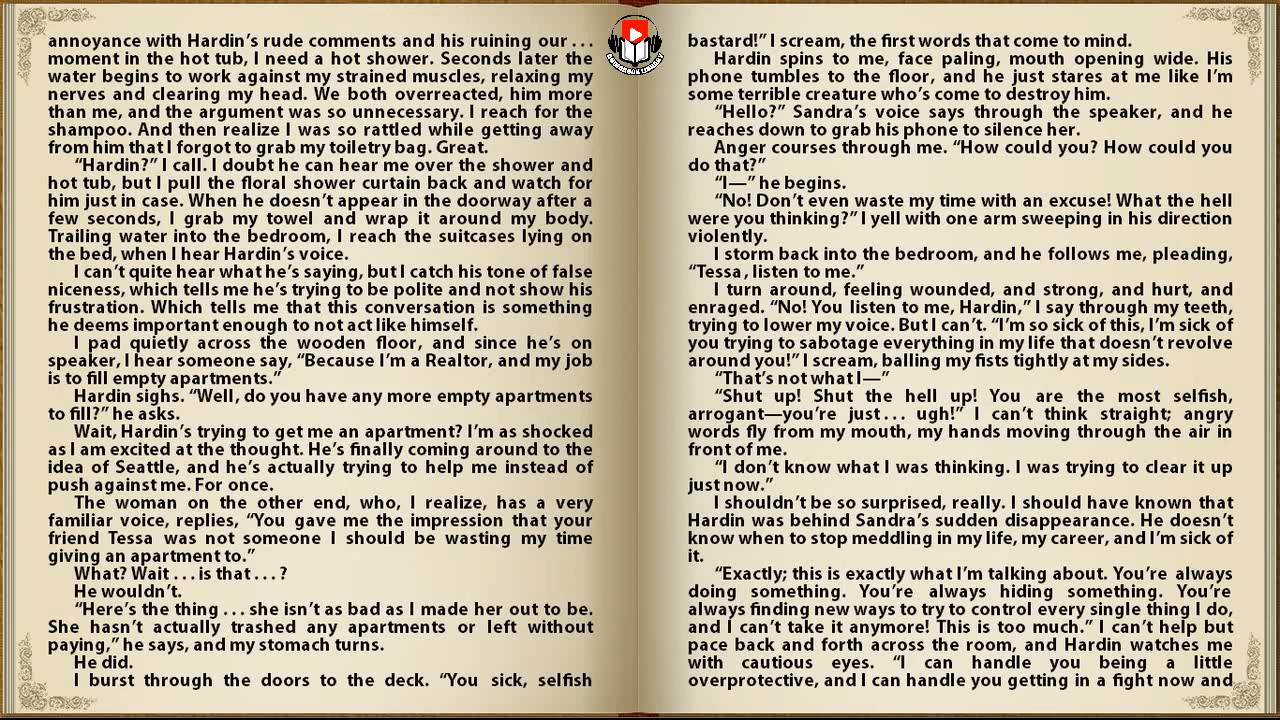 annoyance with Hardin's rude comments and his ruining our . . .
moment in the hot tub, I need a hot shower. Seconds later the
water begins to work against my strained muscles, relaxing my
nerves and clearing my head. We both overreacted, him more
than me, and the argument was so unnecessary. I reach for the
shampoo. And then realize I was so rattled while getting away
from him that I forgot to grab my toiletry bag. Great.
“Hardin?” I call. I doubt he can hear me over the shower and
hot tub, but I pull the floral shower curtain back and watch for
him just in case. When he doesn't appear in the doorway after a
few seconds, I grab my towel and wrap it around my body.
Trailing water into the bedroom, I reach the suitcases lying on
the bed, when I hear Hardin's voice.
I can't quite hear what he's saying, but I catch his tone of false
niceness, which tells me he's trying to be polite and not show his
frustration. Which tells me that this conversation is something
he deems important enough to not act like himself.
I pad quietly across the wooden floor, and since he's on
speaker, I hear someone say, “Because I'm a Realtor, and my job
is to fill empty apartments.”
Hardin sighs. “Well, do you have any more empty apartments
to fill?” he asks.
Wait, Hardin's trying to get me an apartment? I'm as shocked
as I am excited at the thought. He's finally coming around to the
idea of Seattle, and he's actually trying to help me instead of
push against me. For once.
The woman on the other end, who, I realize, has a very
familiar voice, replies, “You gave me the impression that your
friend Tessa was not someone I should be wasting my time
giving an apartment to.”
What? Wait . . . is that . . . ?
He wouldn't.
“Here's the thing . . . she isn't as bad as I made her out to be.
She hasn't actually trashed any apartments or left without
paying,” he says, and my stomach turns.
He did.
I burst through the doors to the deck. “You sick, selfish
bastard!” I scream, the first words that come to mind.
Hardin spins to me, face paling, mouth opening wide. His
phone tumbles to the floor, and he just stares at me like I'm
some terrible creature who's come to destroy him.
“Hello?” Sandra's voice says through the speaker, and he
reaches down to grab his phone to silence her.
Anger courses through me. “How could you? How could you
do that?”
“I—” he begins.
“No! Don't even waste my time with an excuse! What the hell
were you thinking?” I yell with one arm sweeping in his direction
violently.
I storm back into the bedroom, and he follows me, pleading,
“Tessa, listen to me.”
I turn around, feeling wounded, and strong, and hurt, and
enraged. “No! You listen to me, Hardin,” I say through my teeth,
trying to lower my voice. But I can't. “I'm so sick of this, I'm sick of
you trying to sabotage everything in my life that doesn't revolve
around you!” I scream, balling my fists tightly at my sides.
“That's not what I—”
“Shut up! Shut the hell up! You are the most selfish,
arrogant—you're just . . . ugh!” I can't think straight; angry
words fly from my mouth, my hands moving through the air in
front of me.
“I don't know what I was thinking. I was trying to clear it up
just now.”
I shouldn't be so surprised, really. I should have known that
Hardin was behind Sandra's sudden disappearance. He doesn't
know when to stop meddling in my life, my career, and I'm sick of
it.
“Exactly; this is exactly what I'm talking about. You're always
doing something. You're always hiding something. You're
always finding new ways to try to control every single thing I do,
and I can't take it anymore! This is too much.” I can't help but
pace back and forth across the room, and Hardin watches me
with cautious eyes. “I can handle you being a little
overprotective, and I can handle you getting in a fight now and